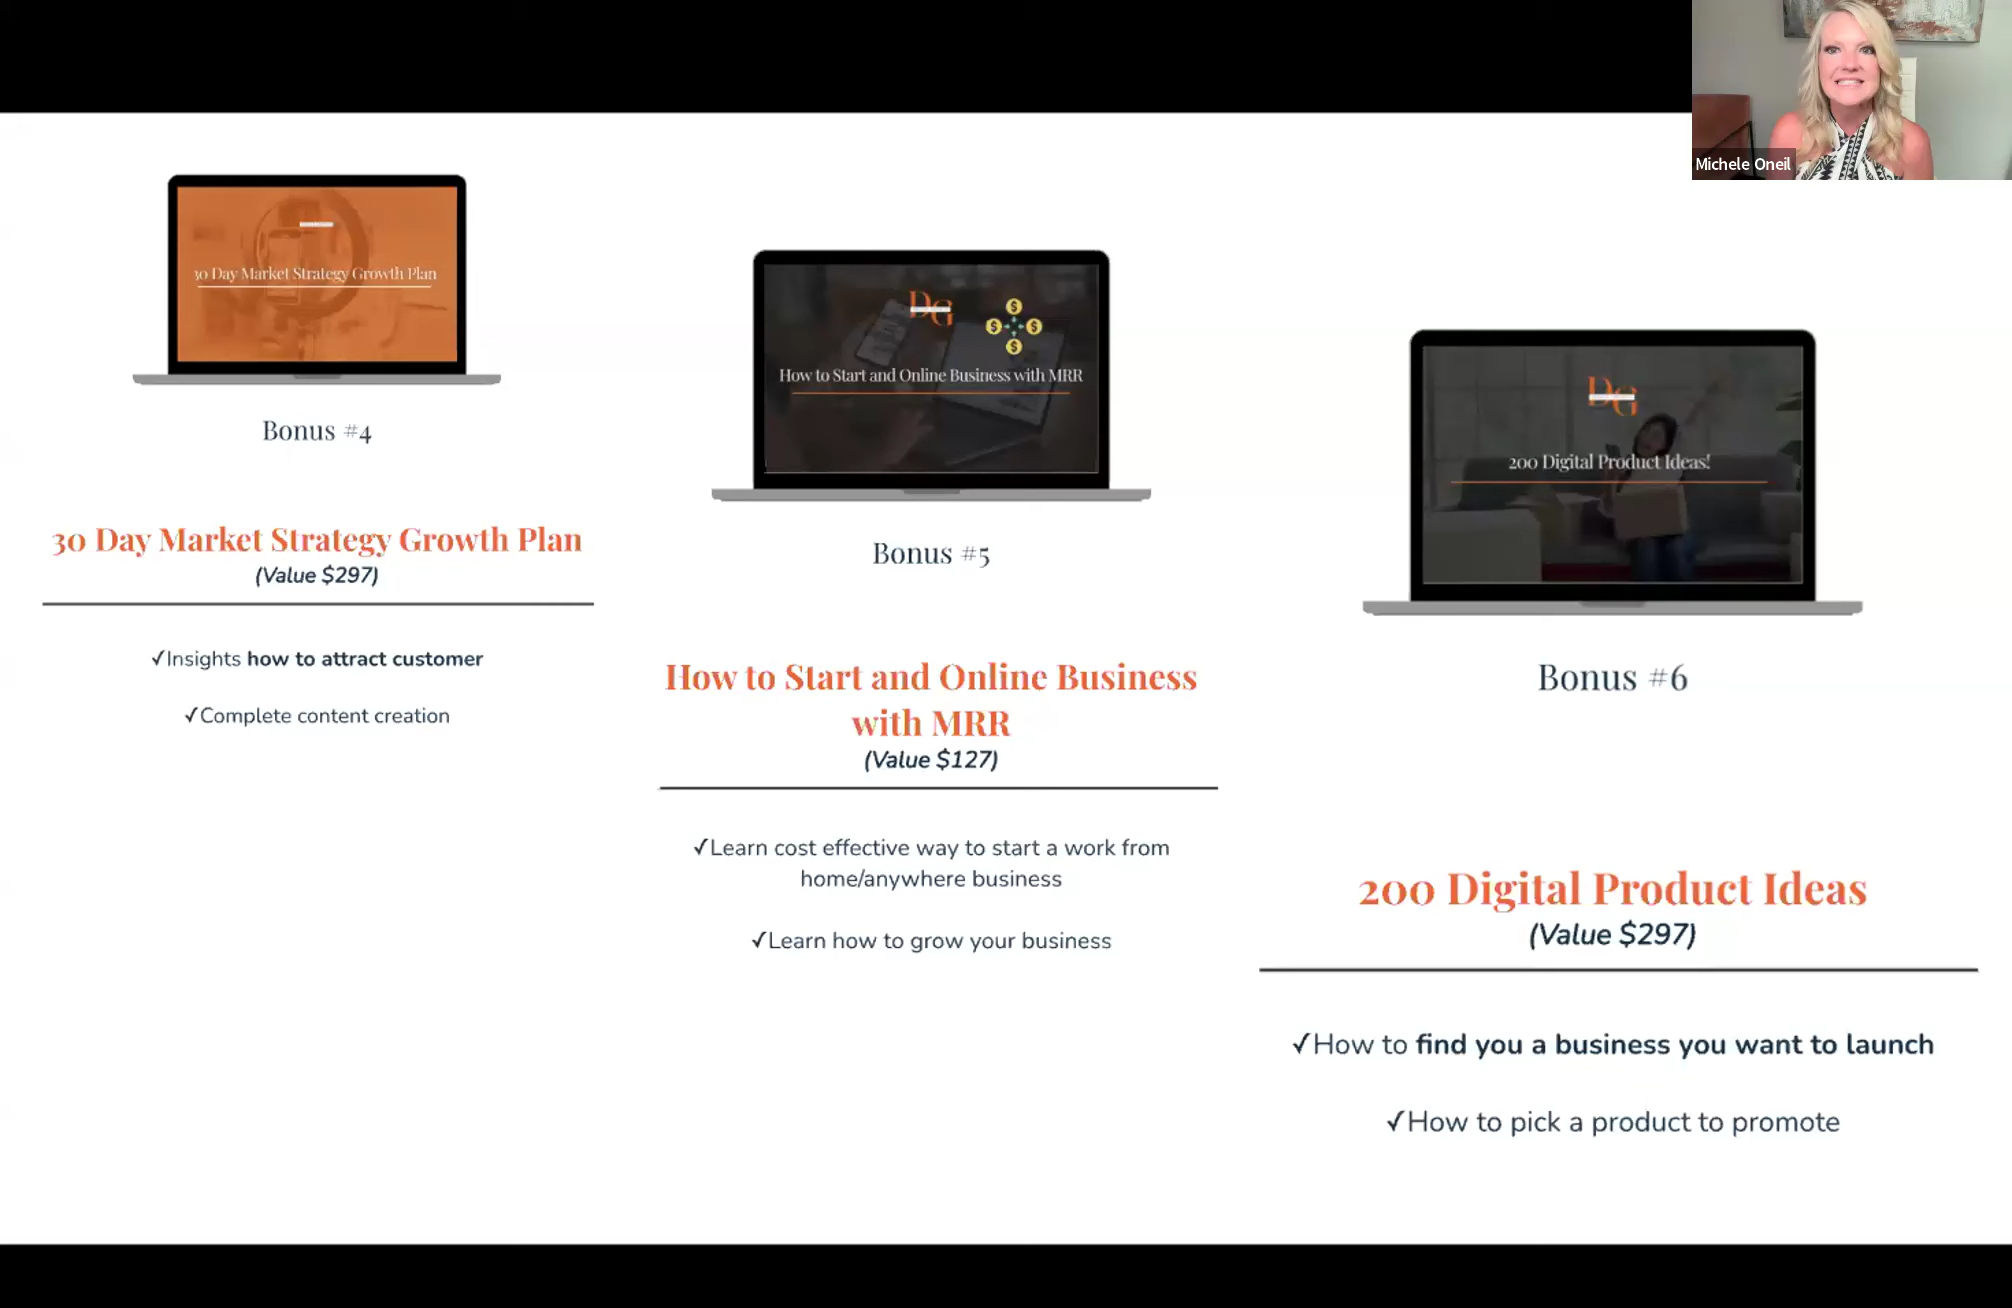 Michele Oneil
30 Day Market Strategy Growth Plan
Bonus #4
30 Day Market Strategy Growth Plan
(Value $297)
✓Insights how to attract customer
✓Complete content creation
DG
How to Start and Online Business with MRR
Bonus #5
How to Start and Online Business
with MRR
(Value $127)
✓Learn cost effective way to start a work from
home/anywhere business
✓Learn how to grow your business
DG
200 Digital Product Ideas!
Bonus #6
200 Digital Product Ideas
(Value $297)
✓How to find you a business you want to launch
✓How to pick a product to promote